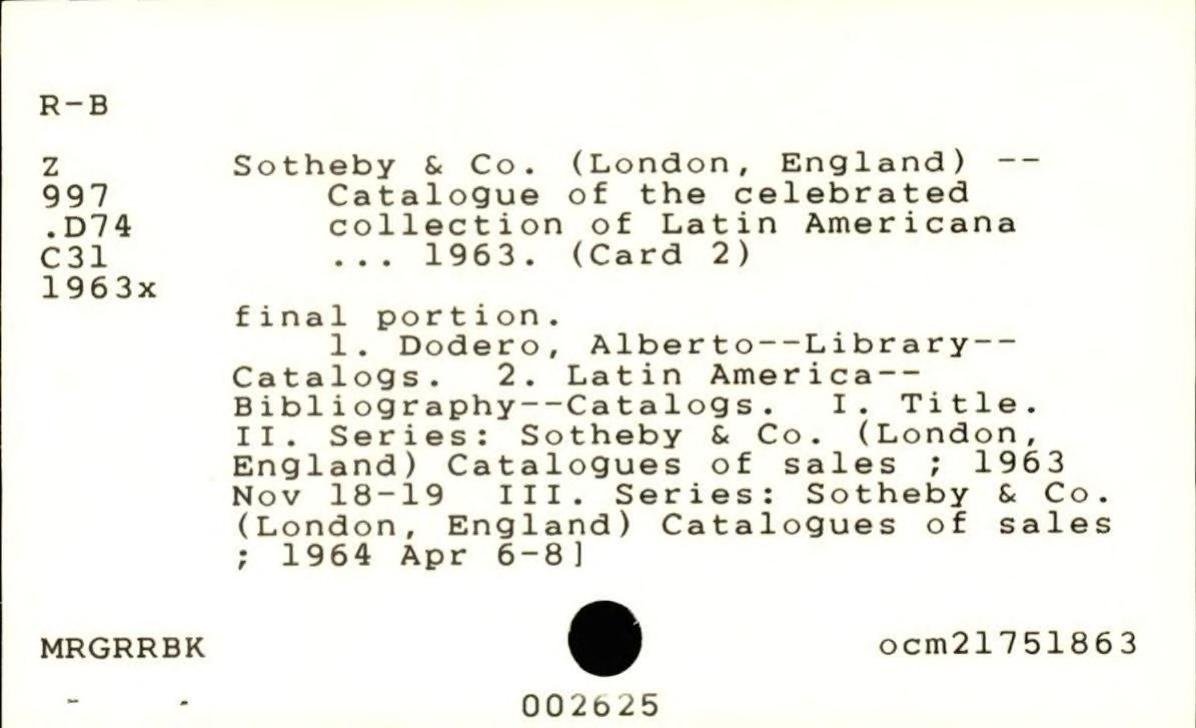 R-B
Z Sotheby & Co. (London, England) --
997 Catalogue of the celebrated
.D74 collection of Latin Americana
C31 ... 1963. (Card 2)
1963x
final portion.
1. Dodero, Alberto--Library--
Catalogs. 2. Latin America--
Bibliography--Catalogs. I. Title.
II. Series: Sotheby & Co. (London,
England) Catalogues of sales ; 1963
Nov 18-19 III. Series: Sotheby & Co.
(London, England) Catalogues of sales
; 1964 Apr 6-8]
MRGRRBK ocm21751863
002625